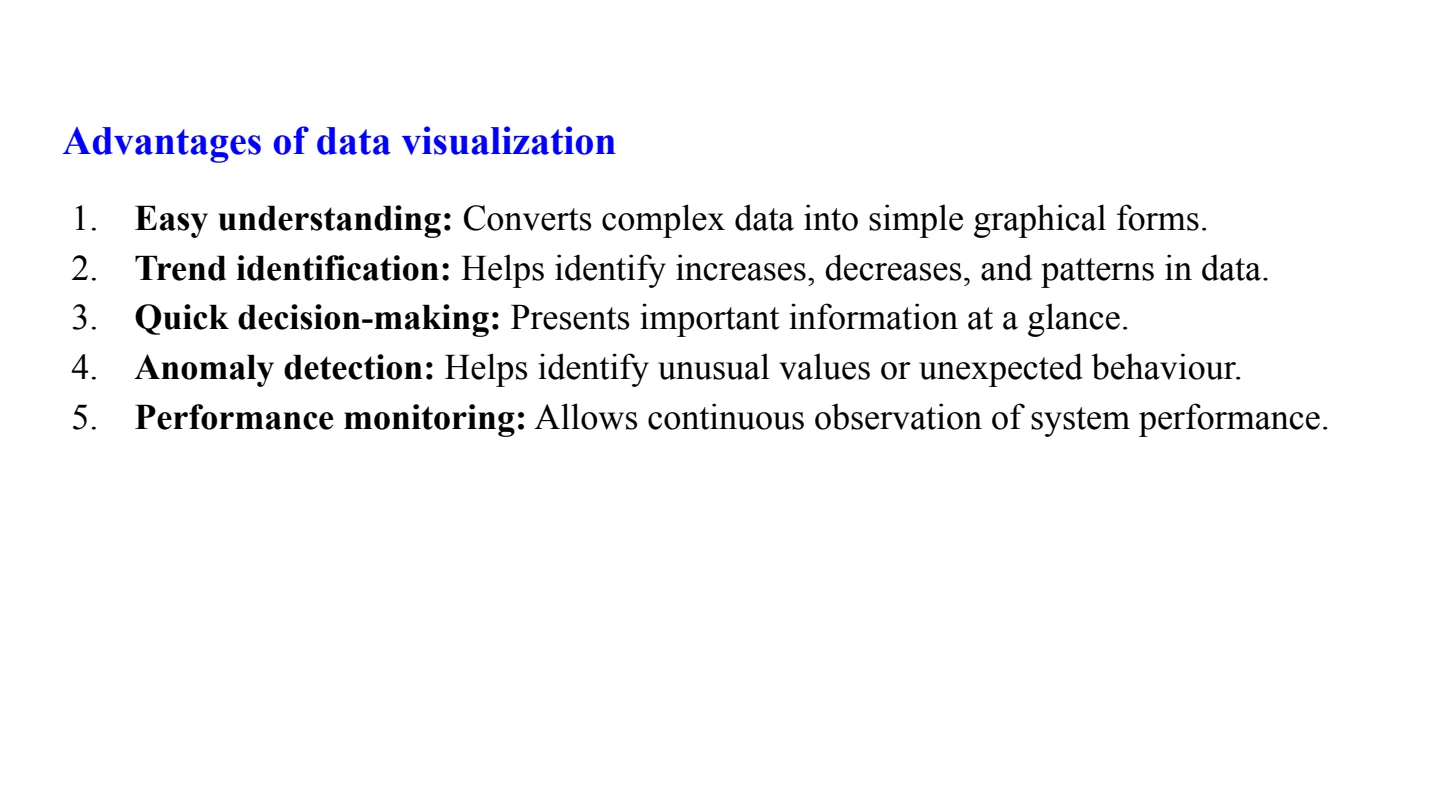 Advantages of data visualization
1. Easy understanding: Converts complex data into simple graphical forms.
2. Trend identification: Helps identify increases, decreases, and patterns in data.
3. Quick decision-making: Presents important information at a glance.
4. Anomaly detection: Helps identify unusual values or unexpected behaviour.
5. Performance monitoring: Allows continuous observation of system performance.